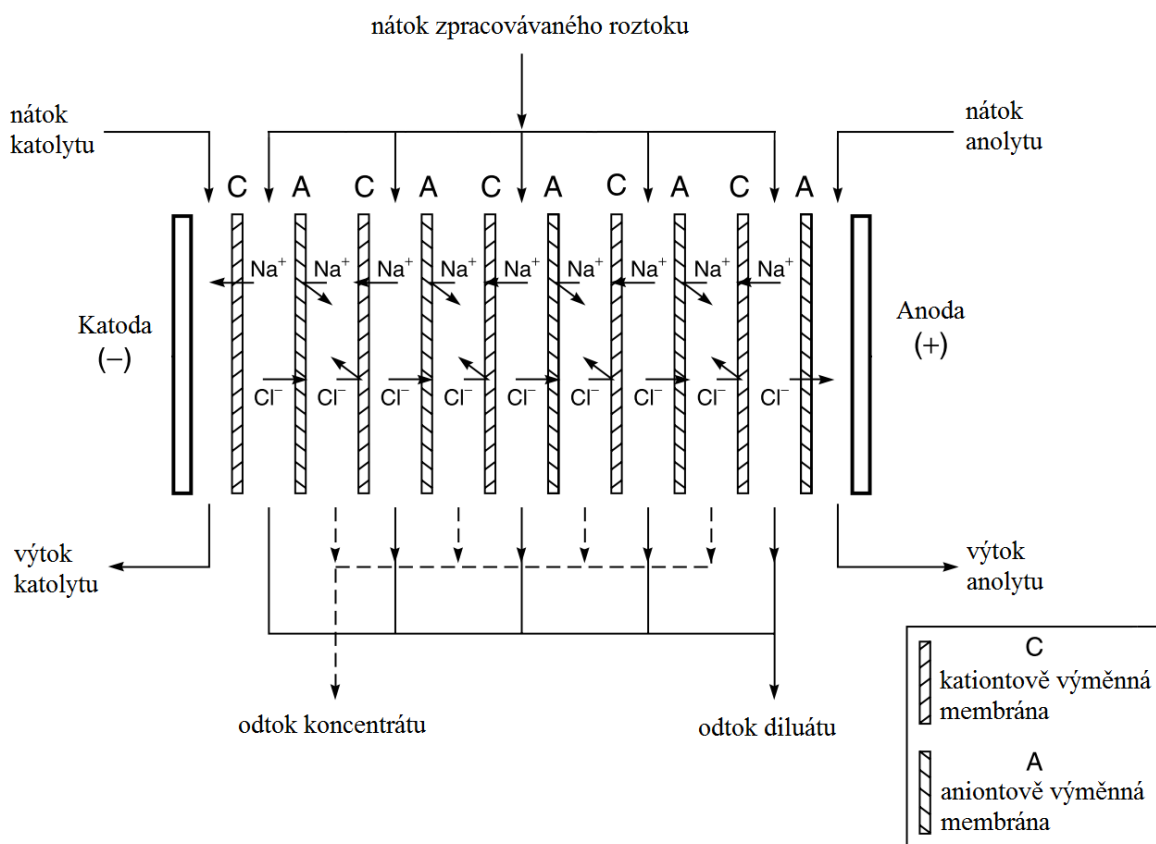 nátok zpracovávaného roztoku
nátok
katolytu
nátok
anolytu
C A C A C A C A C A
Na⁺ Na⁺ Na⁺ Na⁺ Na⁺ Na⁺ Na⁺ Na⁺ Na⁺
Katoda
(−)
Anoda
(+)
Cl⁻ Cl⁻ Cl⁻ Cl⁻ Cl⁻ Cl⁻ Cl⁻ Cl⁻ Cl⁻
výtok
katolytu
výtok
anolytu
odtok koncentrátu
odtok diluátu
C
kationtově výměnná
membrána
A
aniontově výměnná
membrána